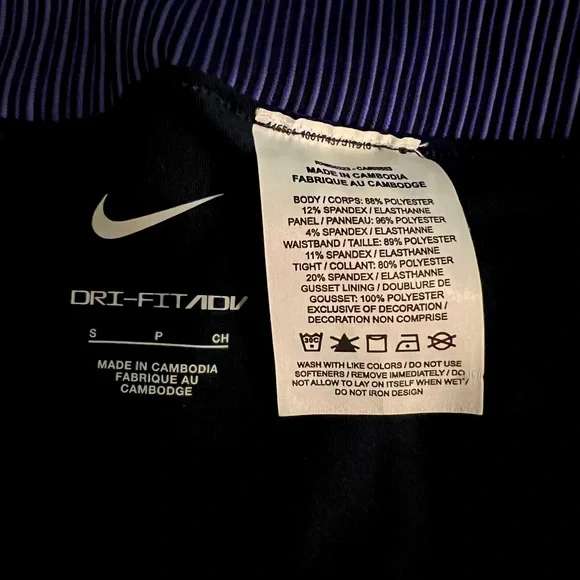 DRI-FIT ADV
S P CH
MADE IN CAMBODIA
FABRIQUE AU
CAMBODGE
MADE IN CAMBODIA
FABRIQUE AU CAMBODGE
BODY / CORPS: 88% POLYESTER
12% SPANDEX / ELASTHANNE
PANEL / PANNEAU: 96% POLYESTER
4% SPANDEX / ELASTHANNE
WAISTBAND / TAILLE: 89% POLYESTER
11% SPANDEX / ELASTHANNE
TIGHT / COLLANT: 80% POLYESTER
20% SPANDEX / ELASTHANNE
GUSSET LINING / DOUBLURE DE
GOUSSET: 100% POLYESTER
EXCLUSIVE OF DECORATION /
DECORATION NON COMPRISE
30C
WASH WITH LIKE COLORS / DO NOT USE
SOFTENERS / REMOVE IMMEDIATELY / DO
NOT ALLOW TO LAY ON ITSELF WHEN WET /
DO NOT IRON DESIGN